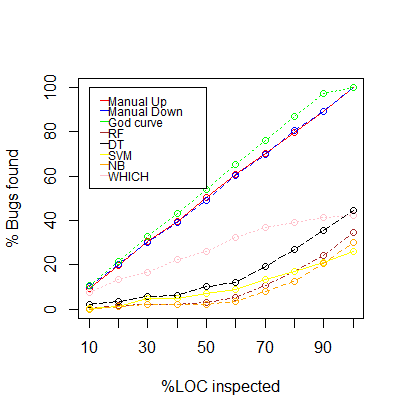 100
80
60
40
20
0
% Bugs found
Manual Up
Manual Down
God curve
RF
DT
SVM
NB
WHICH
10 30 50 70 90
%LOC inspected